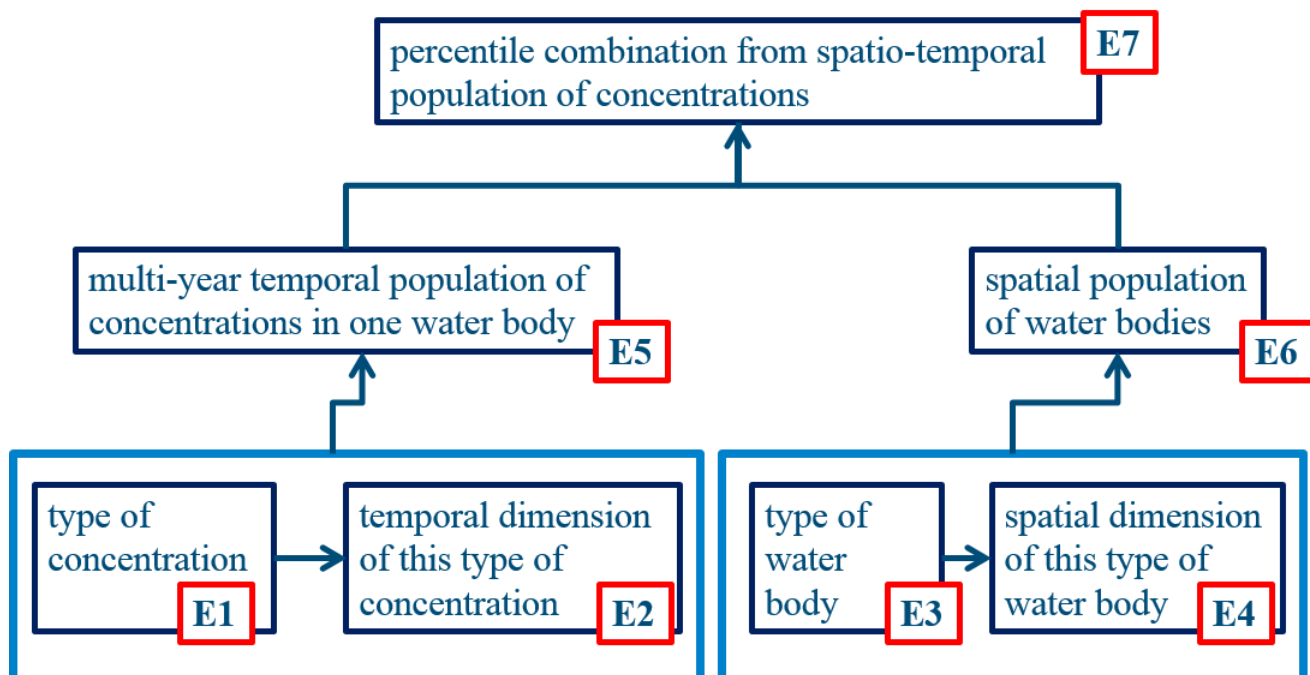 percentile combination from spatio-temporal
population of concentrations
E7
multi-year temporal population of
concentrations in one water body
E5
spatial population
of water bodies
E6
type of
concentration
E1
temporal dimension
of this type of
concentration
E2
type of
water
body
E3
spatial dimension
of this type of
water body
E4